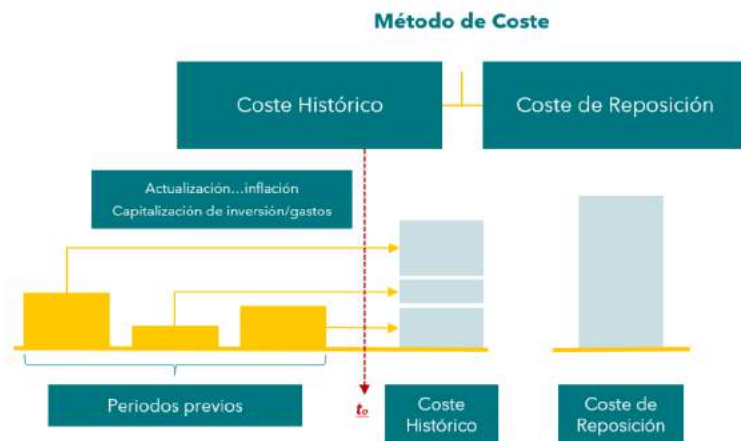 Método de Coste
Coste Histórico
Coste de Reposición
Actualización...inflación
Capitalización de inversión/gastos
Periodos previos
to
Coste
Histórico
Coste de
Reposición